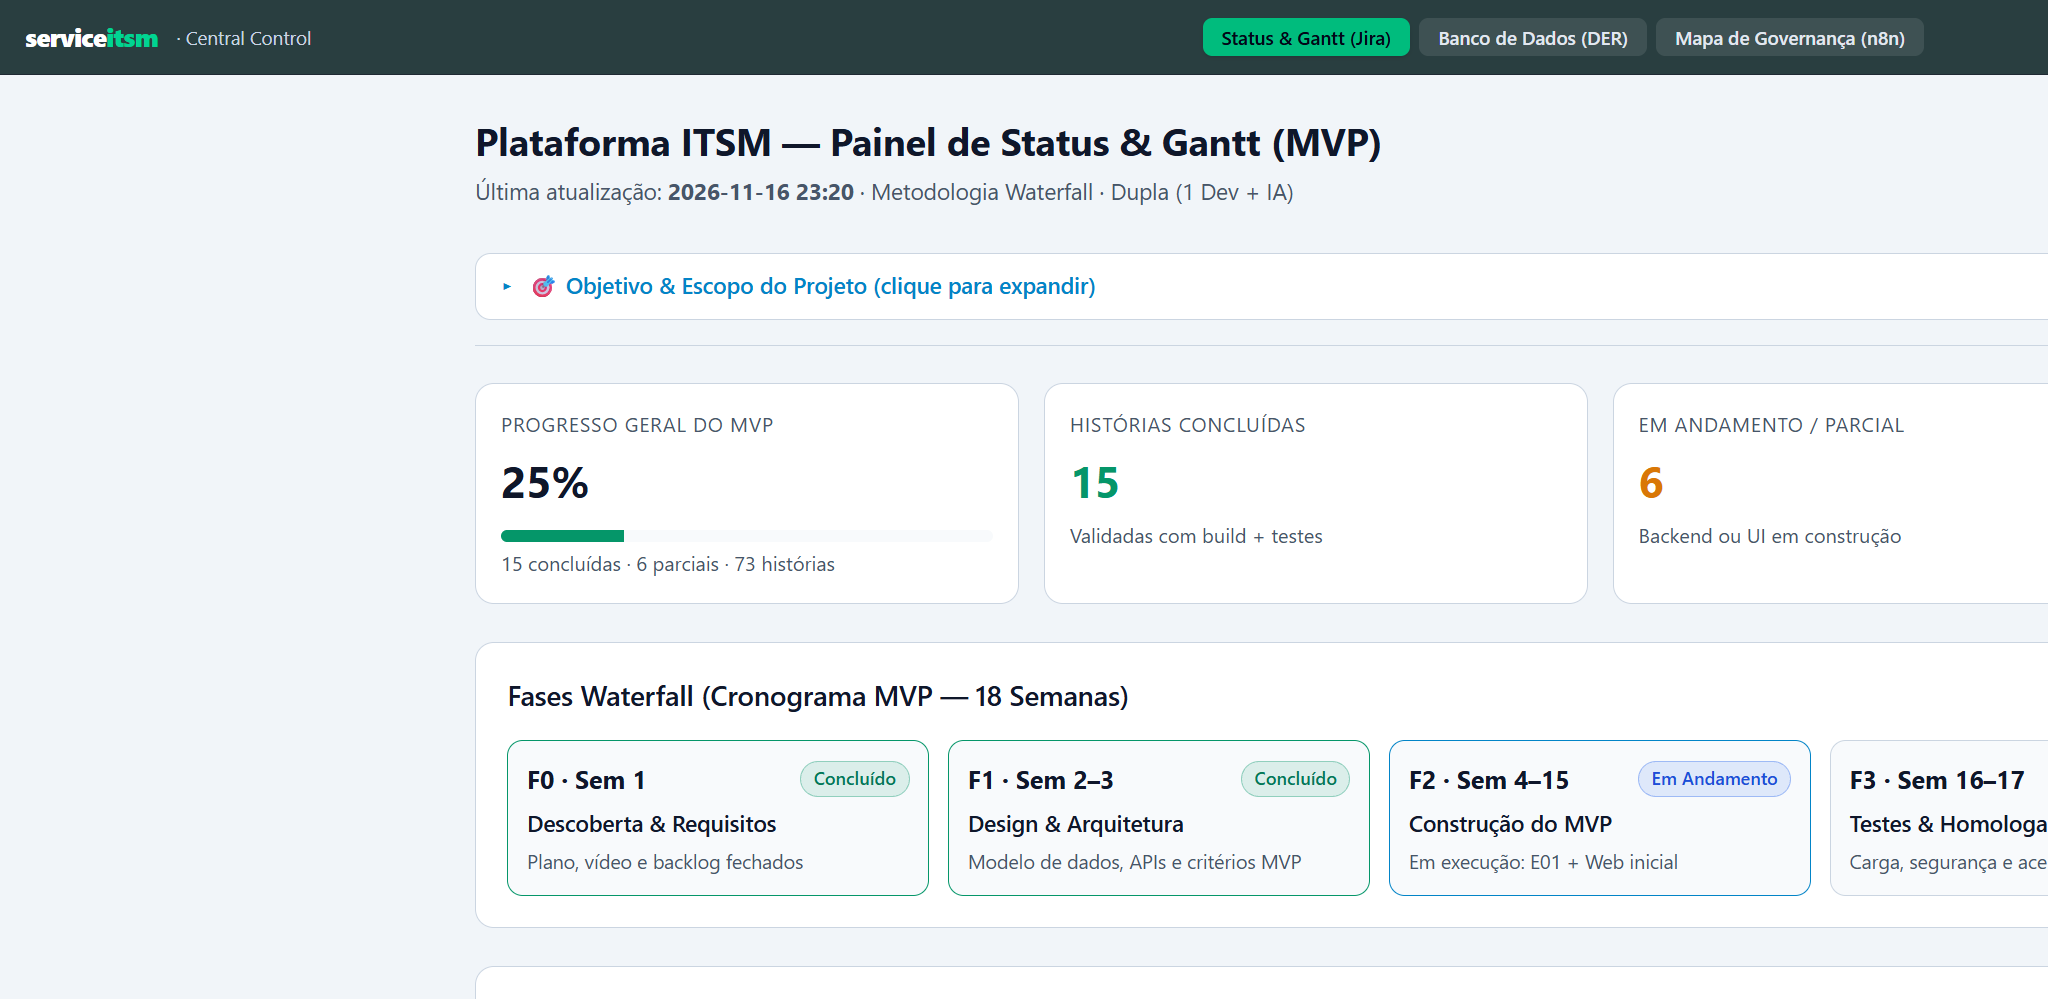 serviceitsm · Central Control
Status & Gantt (Jira)
Banco de Dados (DER)
Mapa de Governança (n8n)
Plataforma ITSM — Painel de Status & Gantt (MVP)
Última atualização: 2026-11-16 23:20 · Metodologia Waterfall · Dupla (1 Dev + IA)
Objetivo & Escopo do Projeto (clique para expandir)
PROGRESSO GERAL DO MVP
25%
15 concluídas · 6 parciais · 73 histórias
HISTÓRIAS CONCLUÍDAS
15
Validadas com build + testes
EM ANDAMENTO / PARCIAL
6
Backend ou UI em construção
Fases Waterfall (Cronograma MVP — 18 Semanas)
F0 · Sem 1
Concluído
Descoberta & Requisitos
Plano, vídeo e backlog fechados
F1 · Sem 2–3
Concluído
Design & Arquitetura
Modelo de dados, APIs e critérios MVP
F2 · Sem 4–15
Em Andamento
Construção do MVP
Em execução: E01 + Web inicial
F3 · Sem 16–17
Testes & Homologa
Carga, segurança e ace